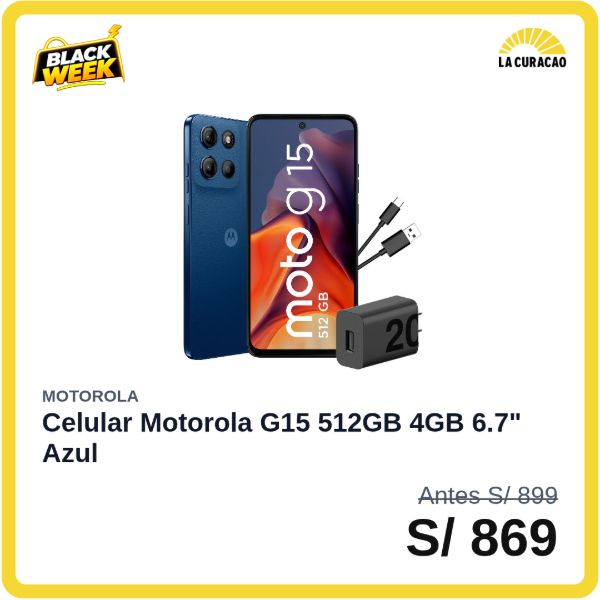 BLACK
WEEK
LA CURACAO
moto g 15
512 GB
20
MOTOROLA
Celular Motorola G15 512GB 4GB 6.7"
Azul
Antes S/ 899
S/ 869